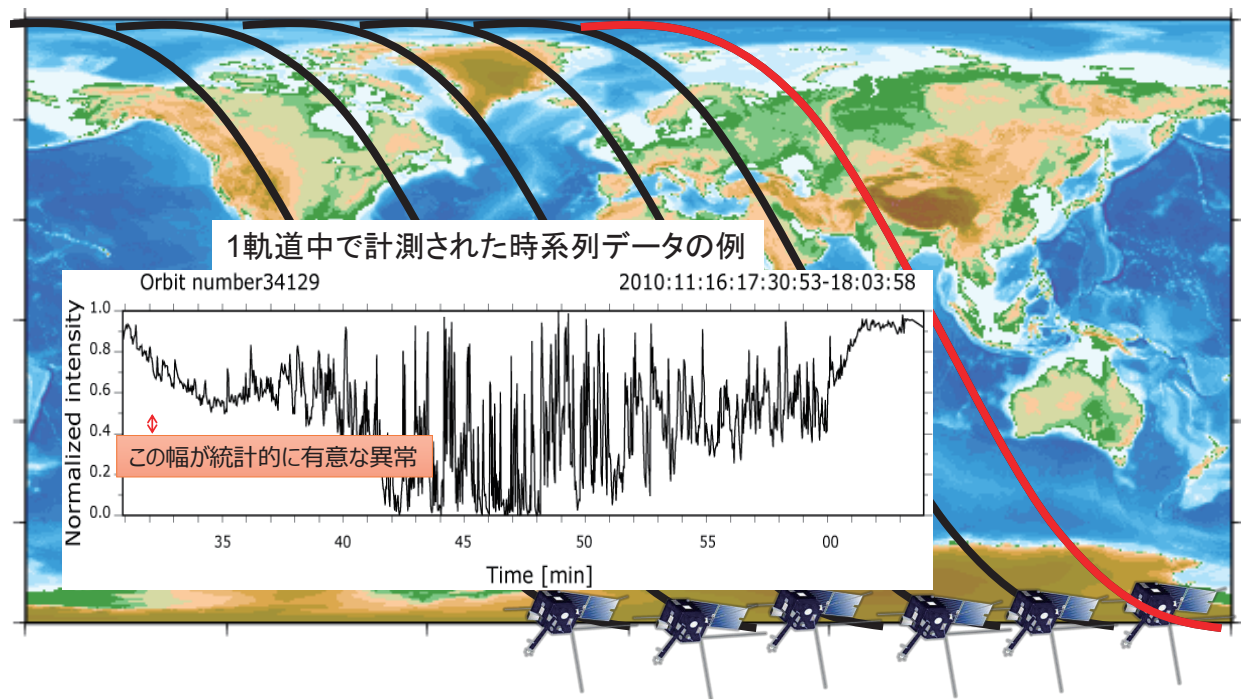 1軌道中で計測された時系列データの例
Orbit number34129
2010:11:16:17:30:53-18:03:58
Normalized intensity
1.0
0.8
0.6
0.4
0.2
0.0
この幅が統計的に有意な異常
35 40 45 50 55 00
Time [min]